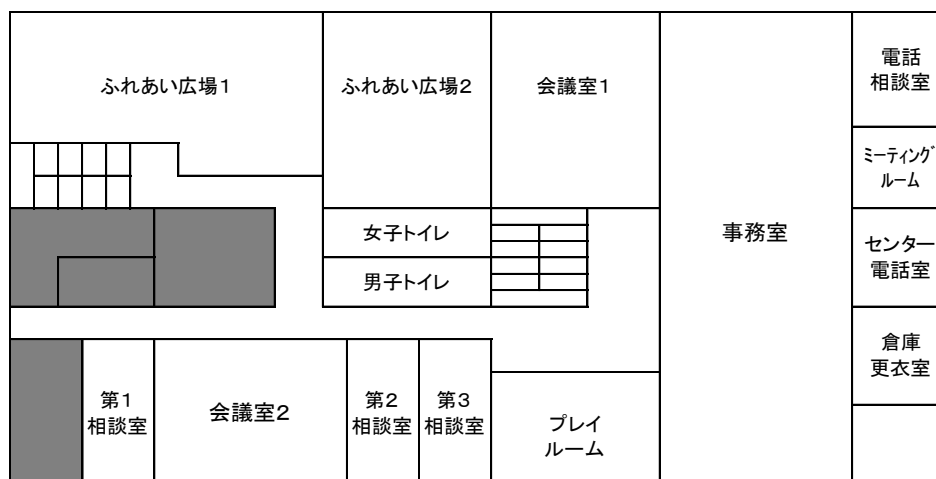 ふれあい広場1
ふれあい広場2
会議室1
電話
相談室
ミーティング
ルーム
女子トイレ
事務室
センター
電話室
男子トイレ
倉庫
更衣室
第1
相談室
会議室2
第2
相談室
第3
相談室
プレイ
ルーム